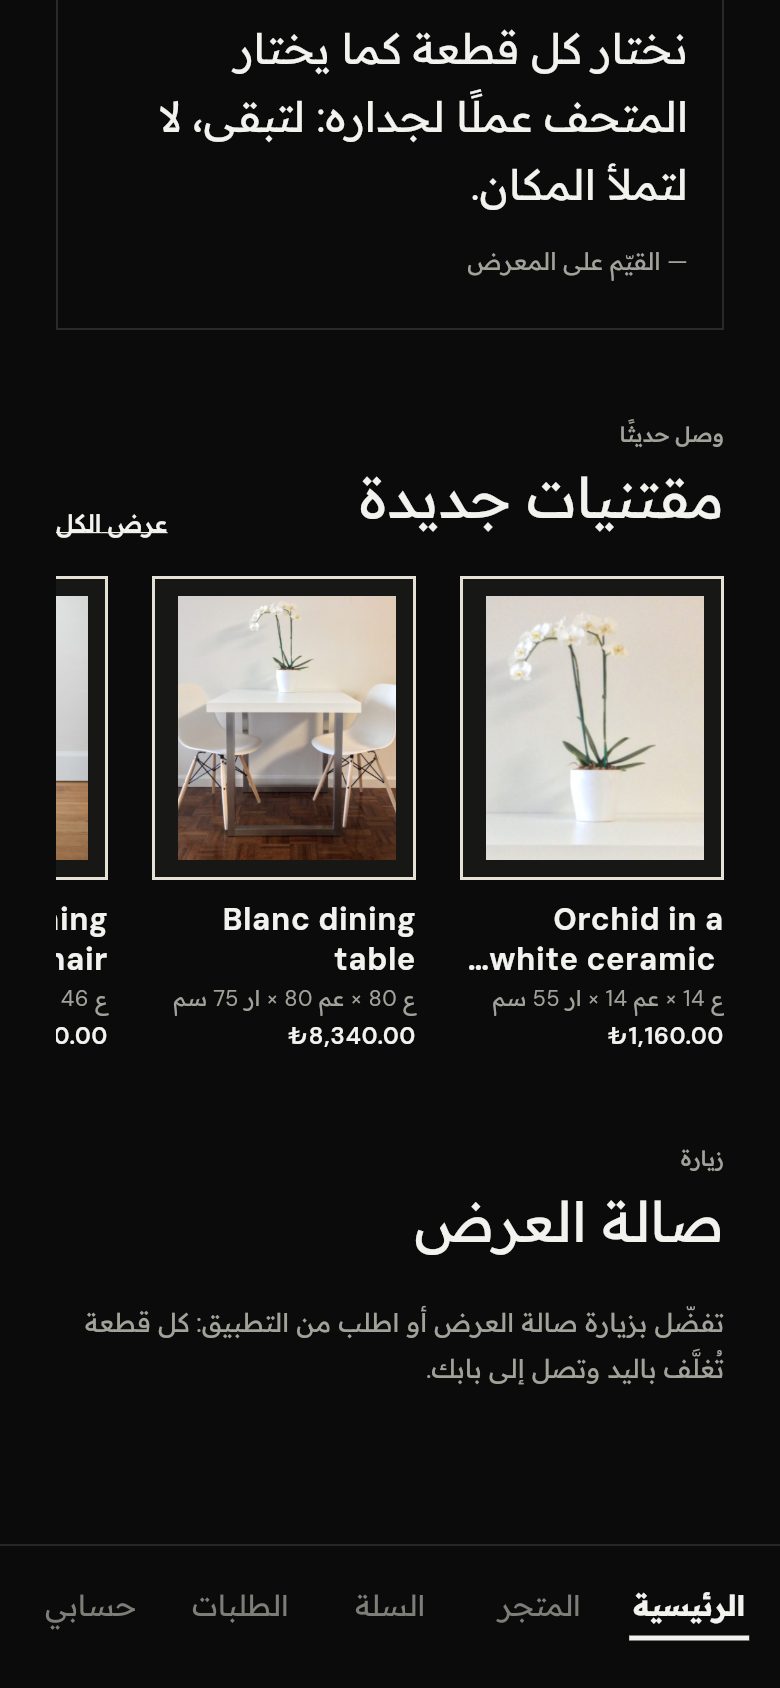 نختار كل قطعة كما يختار
المتحف عملًا لجداره: لتبقى، لا
لتملأ المكان.
— القيّم على المعرض
وصل حديثًا
مقتنيات جديدة
عرض الكل
Orchid in a
white ceramic…
ع 14 × عم 14 × ار 55 سم
₺1,160.00
Blanc dining
table
ع 80 × عم 80 × ار 75 سم
₺8,340.00
ع 46
0.00
زيارة
صالة العرض
تفضّل بزيارة صالة العرض أو اطلب من التطبيق: كل قطعة
تُغلَّف باليد وتصل إلى بابك.
الرئيسية
المتجر
السلة
الطلبات
حسابي